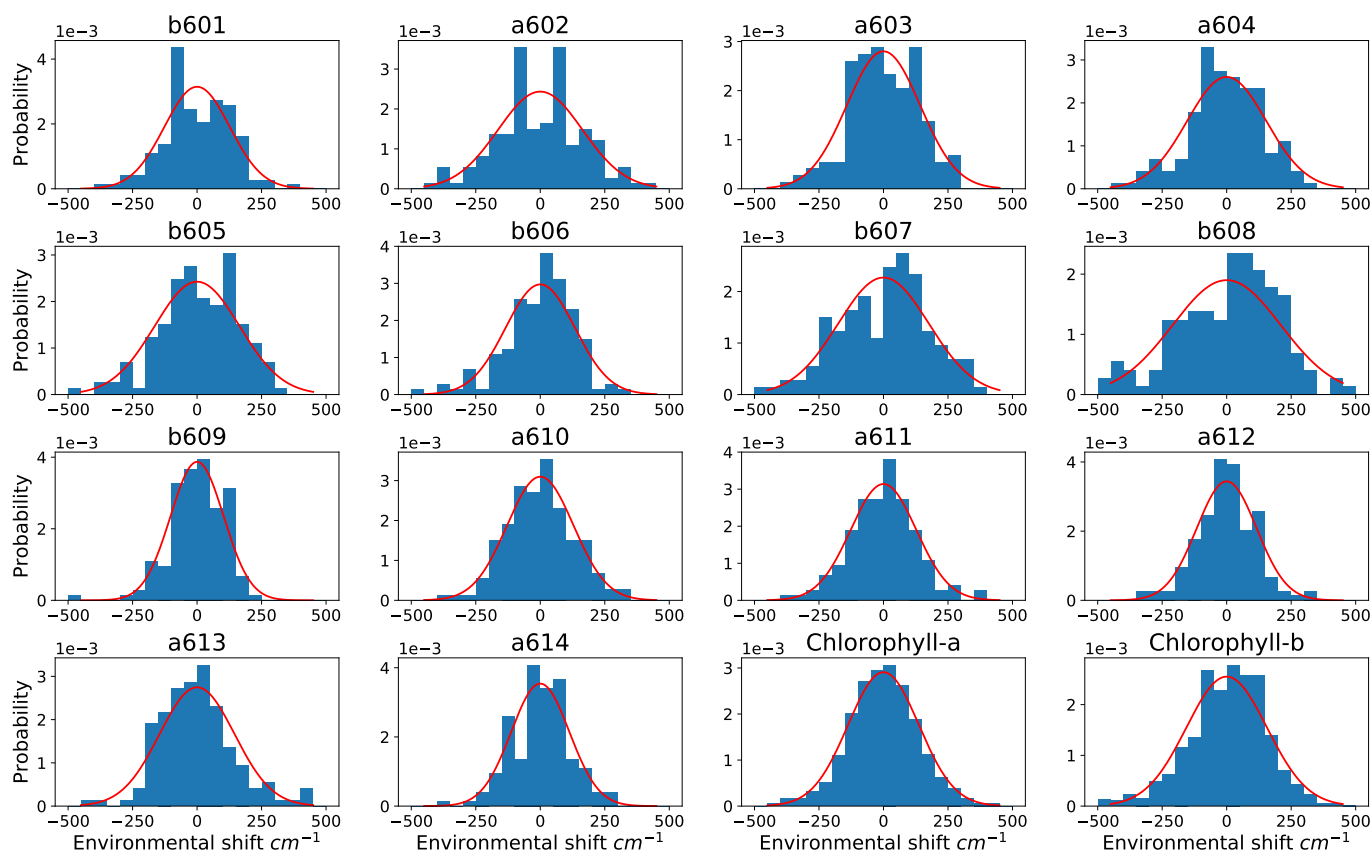 b601 a602 a603 a604
1e−3 1e−3 1e−3 1e−3
Probability
4 3 3 3
2 2 2 2
1 1 1
0 0 0 0
−500 −250 0 250 500 −500 −250 0 250 500 −500 −250 0 250 500 −500 −250 0 250 500
b605 b606 b607 b608
1e−3 1e−3 1e−3 1e−3
Probability
4
3 3
2 2 2 2
1 1 1 1
0 0 0 0
−500 −250 0 250 500 −500 −250 0 250 500 −500 −250 0 250 500 −500 −250 0 250 500
b609 a610 a611 a612
1e−3 1e−3 1e−3 1e−3
Probability
4 4 4
3 3
2 2 2 2
1 1
0 0 0 0
−500 −250 0 250 500 −500 −250 0 250 500 −500 −250 0 250 500 −500 −250 0 250 500
a613 a614 Chlorophyll-a Chlorophyll-b
1e−3 1e−3 1e−3 1e−3
Probability
3 4 3
2 2 2 2
1 1 1
0 0 0 0
−500 −250 0 250 500 −500 −250 0 250 500 −500 −250 0 250 500 −500 −250 0 250 500
Environmental shift cm⁻¹ Environmental shift cm⁻¹ Environmental shift cm⁻¹ Environmental shift cm⁻¹